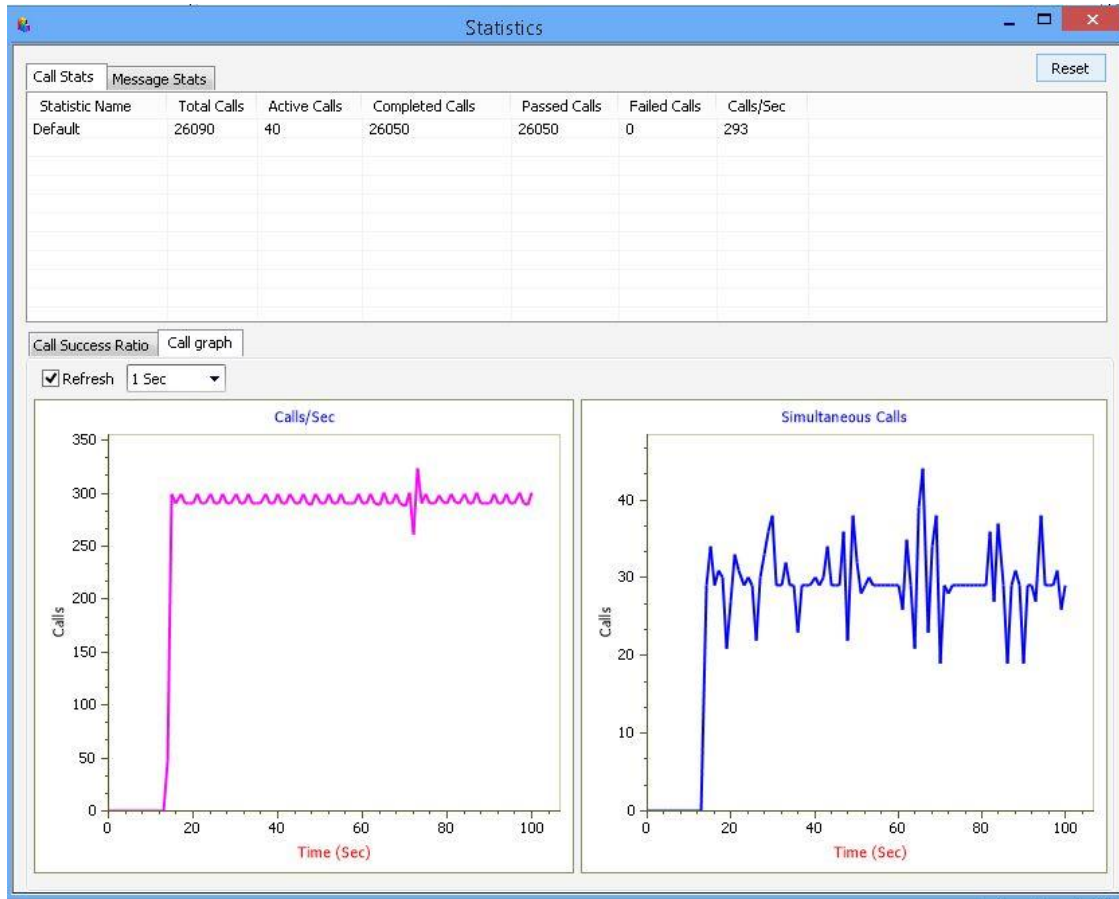 Statistics
Reset
Call Stats Message Stats
Statistic Name Total Calls Active Calls Completed Calls Passed Calls Failed Calls Calls/Sec
Default 26090 40 26050 26050 0 293
Call Success Ratio Call graph
Refresh 1 Sec
Calls/Sec
350
300
250
200
150
100
50
0
Calls
0 20 40 60 80 100
Time (Sec)
Simultaneous Calls
40
30
20
10
0
Calls
0 20 40 60 80 100
Time (Sec)